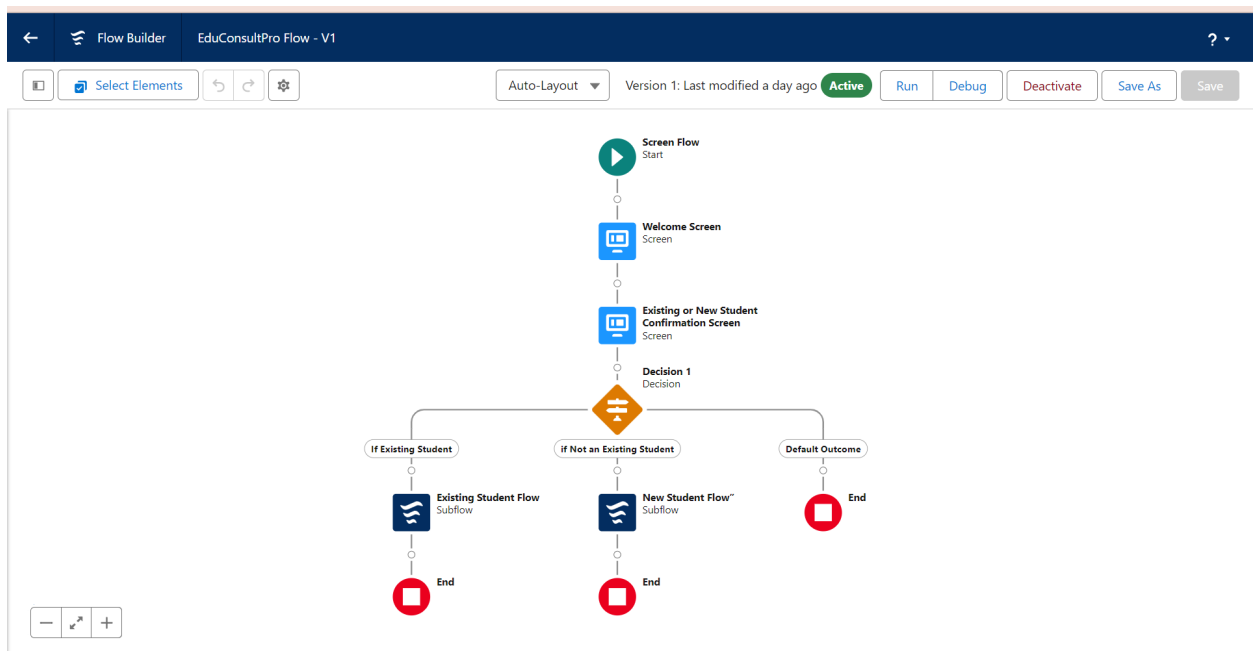 Flow Builder
EduConsultPro Flow - V1
?
Select Elements
Auto-Layout
Version 1: Last modified a day ago
Active
Run
Debug
Deactivate
Save As
Save
Screen Flow
Start
Welcome Screen
Screen
Existing or New Student
Confirmation Screen
Screen
Decision 1
Decision
If Existing Student
if Not an Existing Student
Default Outcome
Existing Student Flow
Subflow
New Student Flow”
Subflow
End
End
End